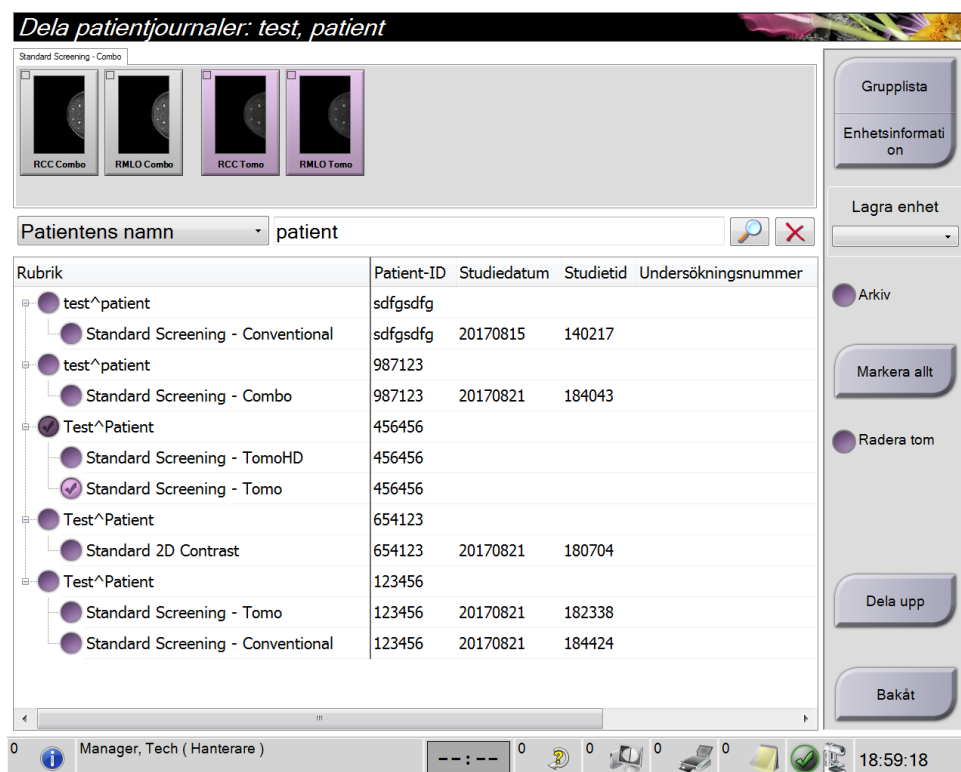 Dela patientjournaler: test, patient
Standard Screening - Combo
RCC Combo RMLO Combo RCC Tomo RMLO Tomo
Grupplista
Enhetsinformati
on
Lagra enhet
Patientens namn patient
Rubrik Patient-ID Studiedatum Studietid Undersökningsnummer
test^patient sdfgsdfg
Arkiv
Standard Screening - Conventional sdfgsdfg 20170815 140217
test^patient 987123
Markera allt
Standard Screening - Combo 987123 20170821 184043
Test^Patient 456456
Radera tom
Standard Screening - TomoHD 456456
Standard Screening - Tomo 456456
Test^Patient 654123
Standard 2D Contrast 654123 20170821 180704
Test^Patient 123456
Dela upp
Standard Screening - Tomo 123456 20170821 182338
Standard Screening - Conventional 123456 20170821 184424
Bakåt
0 Manager, Tech ( Hanterare ) --:-- 0 0 0 0 18:59:18